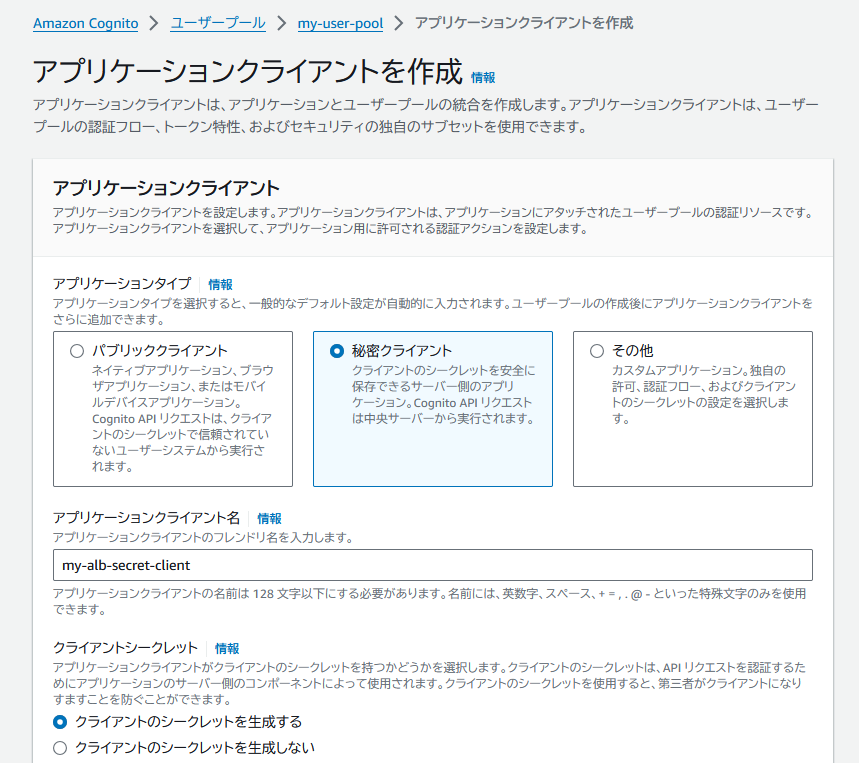 Amazon Cognito > ユーザープール > my-user-pool > アプリケーションクライアントを作成
アプリケーションクライアントを作成 情報
アプリケーションクライアントは、アプリケーションとユーザープールの統合を作成します。アプリケーションクライアントは、ユーザー
プールの認証フロー、トークン特性、およびセキュリティの独自のサブセットを使用できます。
アプリケーションクライアント
アプリケーションクライアントを設定します。アプリケーションクライアントは、アプリケーションにアタッチされたユーザープールの認証リソースです。
アプリケーションクライアントを選択して、アプリケーション用に許可される認証アクションを設定します。
アプリケーションタイプ 情報
アプリケーションタイプを選択すると、一般的なデフォルト設定が自動的に入力されます。ユーザープールの作成後にアプリケーションクライアントを
さらに追加できます。
パブリッククライアント
ネイティブアプリケーション、ブラウ
ザアプリケーション、またはモバイ
ルデバイスアプリケーション。
Cognito API リクエストは、クライア
ントのシークレットで信頼されてい
ないユーザーシステムから実行さ
れます。
秘密クライアント
クライアントのシークレットを安全に
保存できるサーバー側のアプリ
ケーション。Cognito API リクエスト
は中央サーバーから実行されます。
その他
カスタムアプリケーション。独自の
許可、認証フロー、およびクライアン
トのシークレットの設定を選択しま
す。
アプリケーションクライアント名 情報
アプリケーションクライアントのフレンドリ名を入力します。
my-alb-secret-client
アプリケーションクライアントの名前は 128 文字以下にする必要があります。名前には、英数字、スペース、+ = , . @ - といった特殊文字のみを使用
できます。
クライアントシークレット 情報
アプリケーションクライアントがクライアントのシークレットを持つかどうかを選択します。クライアントのシークレットは、API リクエストを認証するた
めにアプリケーションのサーバー側のコンポーネントによって使用されます。クライアントのシークレットを使用すると、第三者がクライアントになり
すますことを防ぐことができます。
クライアントのシークレットを生成する
クライアントのシークレットを生成しない